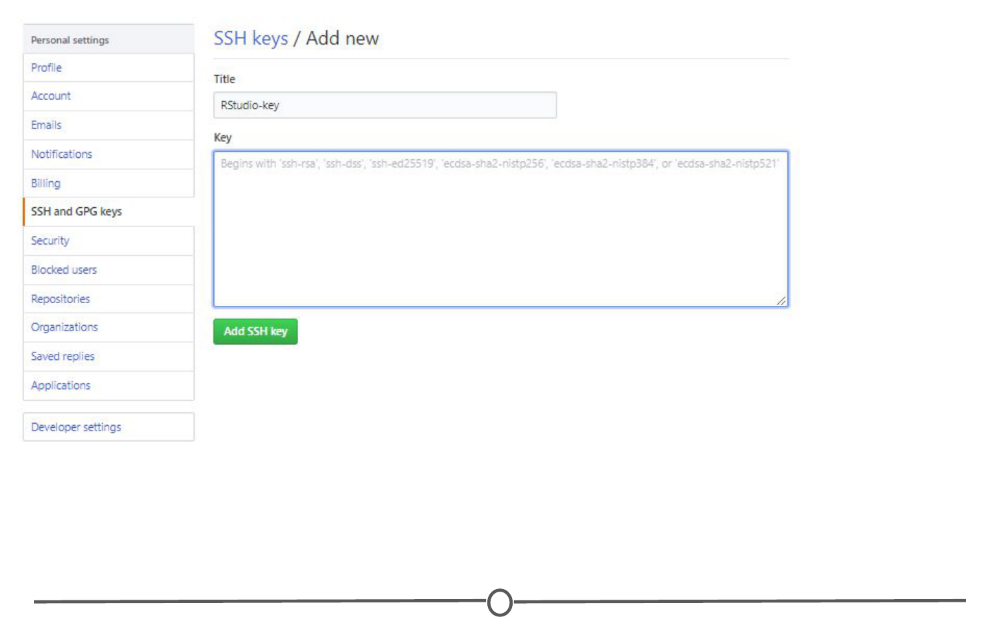 Personal settings
Profile
Account
Emails
Notifications
Billing
SSH and GPG keys
Security
Blocked users
Repositories
Organizations
Saved replies
Applications
Developer settings
SSH keys / Add new
Title
RStudio-key
Key
Begins with 'ssh-rsa', 'ssh-dss', 'ssh-ed25519', 'ecdsa-sha2-nistp256', 'ecdsa-sha2-nistp384', or 'ecdsa-sha2-nistp521'
Add SSH key